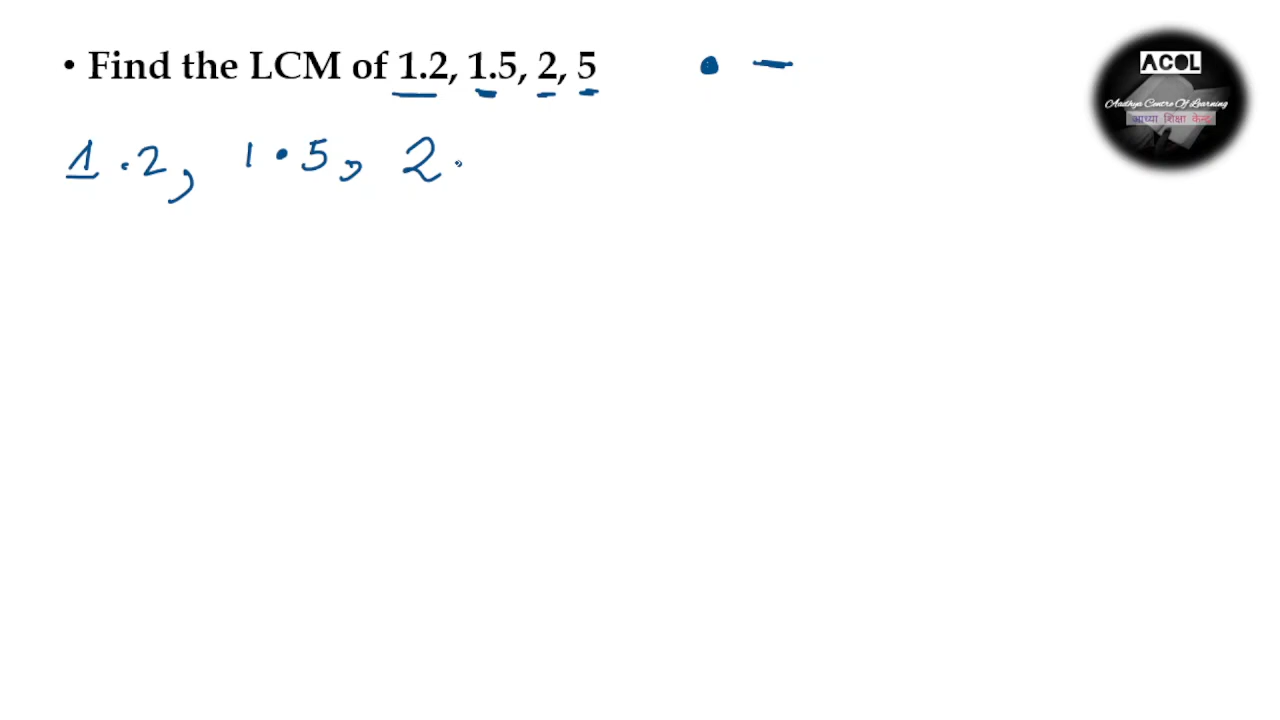 • Find the LCM of 1.2, 1.5, 2, 5
ACOL
Aadhya Centre Of Learning
आध्या शिक्षा केन्द्र
1.2, 1.5, 2.